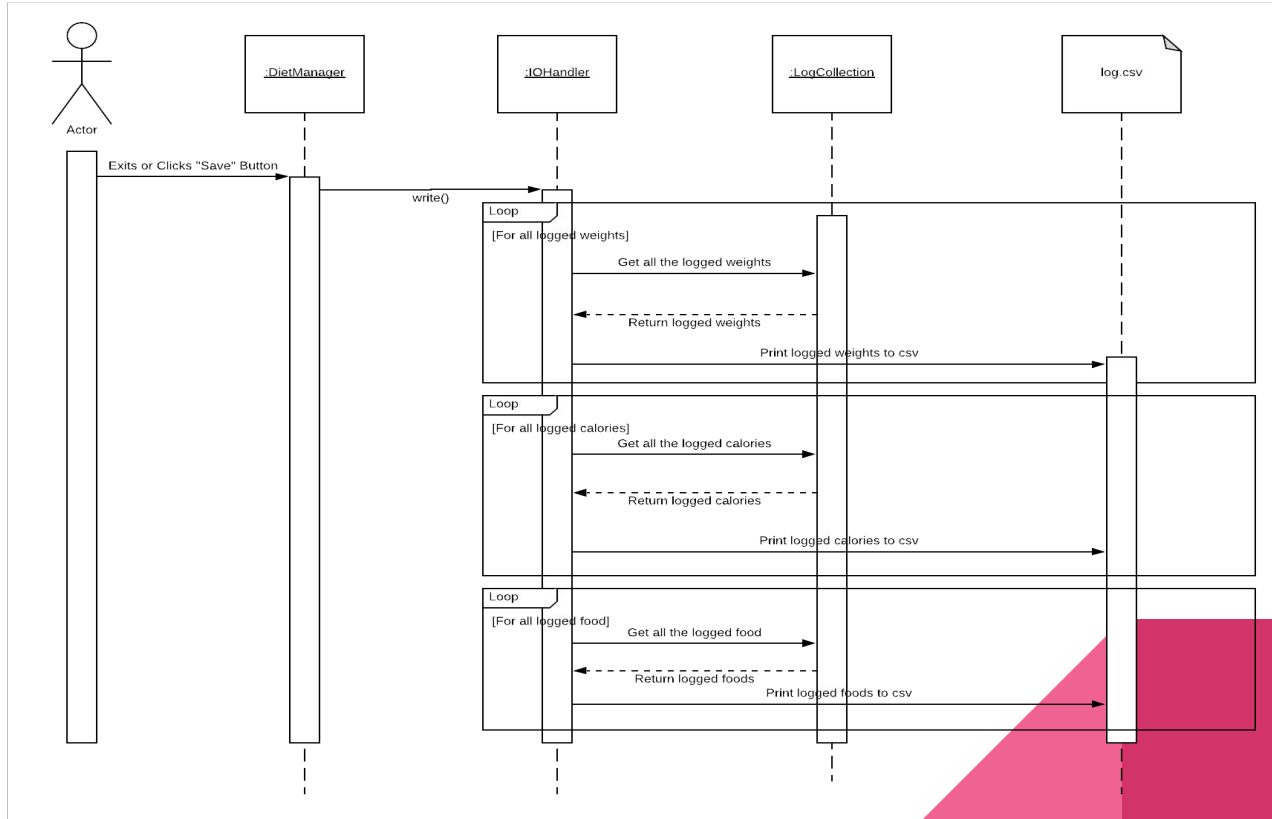 :DietManager
:IOHandler
:LogCollection
log.csv
Actor
Exits or Clicks "Save" Button
write()
Loop
[For all logged weights]
Get all the logged weights
Return logged weights
Print logged weights to csv
Loop
[For all logged calories]
Get all the logged calories
Return logged calories
Print logged calories to csv
Loop
[For all logged food]
Get all the logged food
Return logged foods
Print logged foods to csv